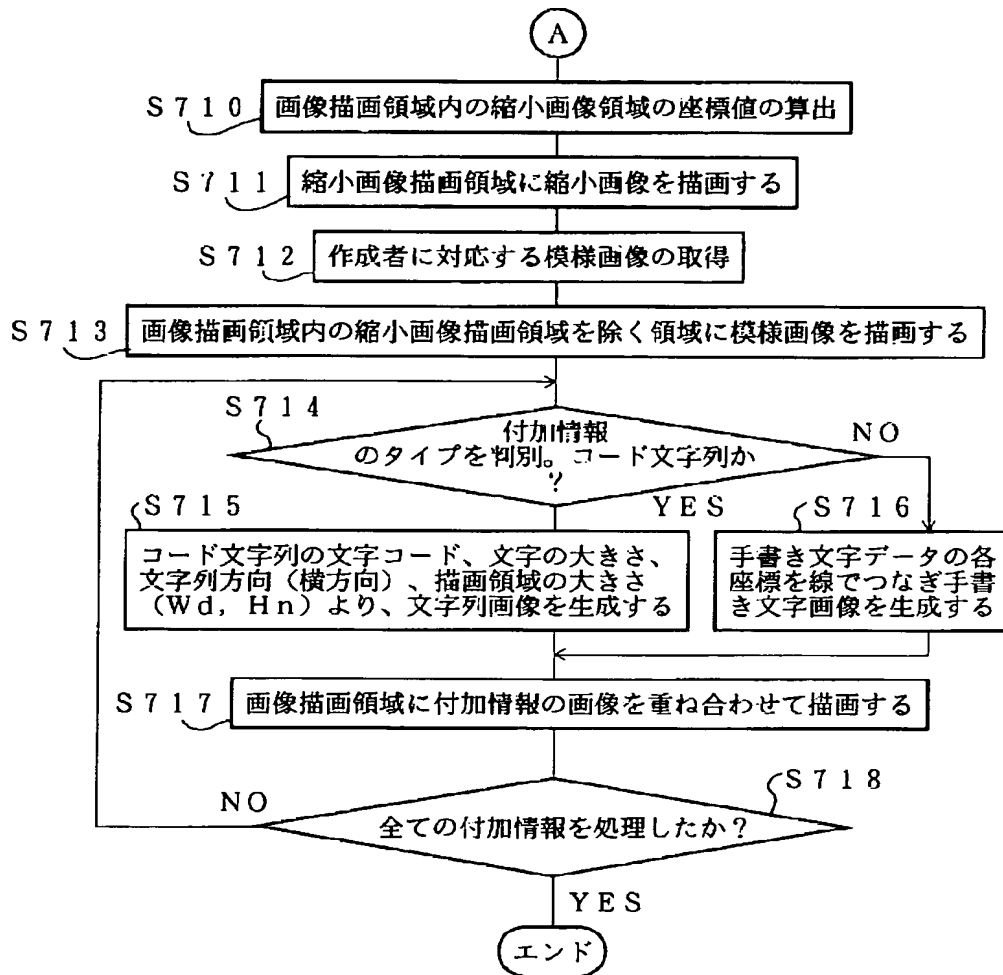 A
S710 画像描画領域内の縮小画像領域の座標値の算出
S711 縮小画像描画領域に縮小画像を描画する
S712 作成者に対応する模様画像の取得
S713 画像描画領域内の縮小画像描画領域を除く領域に模様画像を描画する
S714
付加情報
のタイプを判別。コード文字列か
?
NO
YES
S715
コード文字列の文字コード、文字の大きさ、
文字列方向(横方向)、描画領域の大きさ
(Wd, Hn)より、文字列画像を生成する
S716
手書き文字データの各
座標を線でつなぎ手書
き文字画像を生成する
S717 画像描画領域に付加情報の画像を重ね合わせて描画する
S718
NO
全ての付加情報を処理したか?
YES
エンド